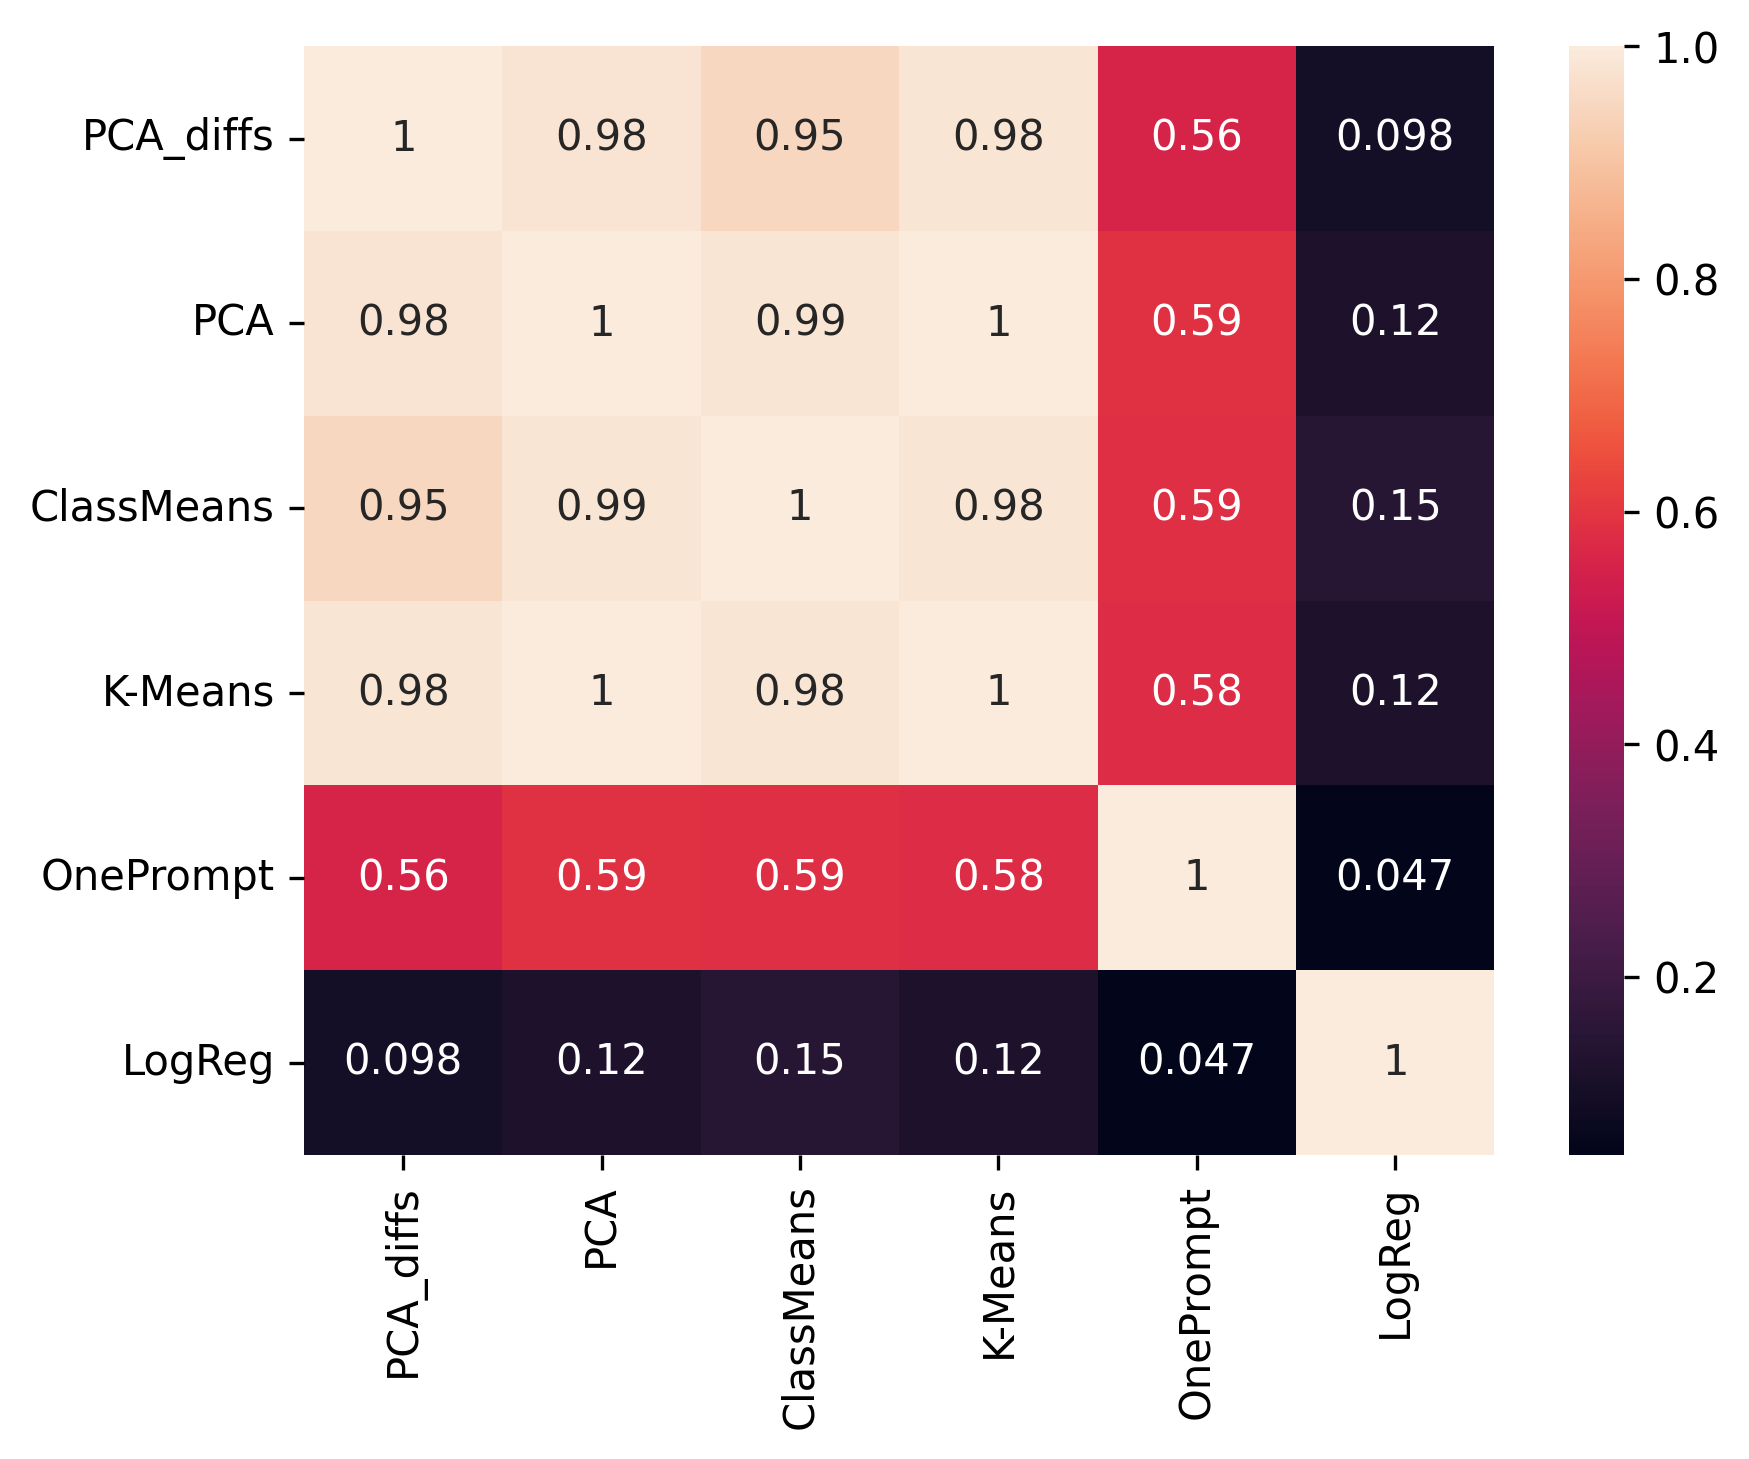 PCA_diffs 1 0.98 0.95 0.98 0.56 0.098
PCA 0.98 1 0.99 1 0.59 0.12
ClassMeans 0.95 0.99 1 0.98 0.59 0.15
K-Means 0.98 1 0.98 1 0.58 0.12
OnePrompt 0.56 0.59 0.59 0.58 1 0.047
LogReg 0.098 0.12 0.15 0.12 0.047 1
PCA_diffs
PCA
ClassMeans
K-Means
OnePrompt
LogReg
1.0
0.8
0.6
0.4
0.2